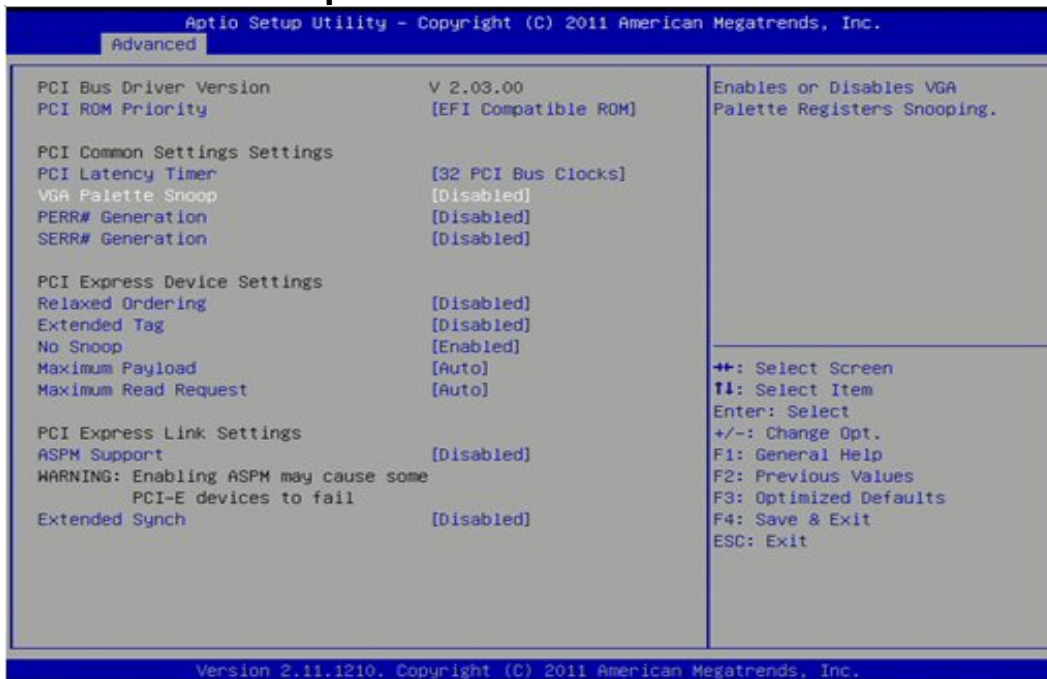 Aptio Setup Utility – Copyright (C) 2011 American Megatrends, Inc.
Advanced
PCI Bus Driver Version V 2.03.00
PCI ROM Priority [EFI Compatible ROM]
PCI Common Settings Settings
PCI Latency Timer [32 PCI Bus Clocks]
VGA Palette Snoop [Disabled]
PERR# Generation [Disabled]
SERR# Generation [Disabled]
PCI Express Device Settings
Relaxed Ordering [Disabled]
Extended Tag [Disabled]
No Snoop [Enabled]
Maximum Payload [Auto]
Maximum Read Request [Auto]
PCI Express Link Settings
ASPM Support [Disabled]
WARNING: Enabling ASPM may cause some
PCI-E devices to fail
Extended Synch [Disabled]
Enables or Disables VGA
Palette Registers Snooping.
→←: Select Screen
↑↓: Select Item
Enter: Select
+/-: Change Opt.
F1: General Help
F2: Previous Values
F3: Optimized Defaults
F4: Save & Exit
ESC: Exit
Version 2.11.1210. Copyright (C) 2011 American Megatrends, Inc.